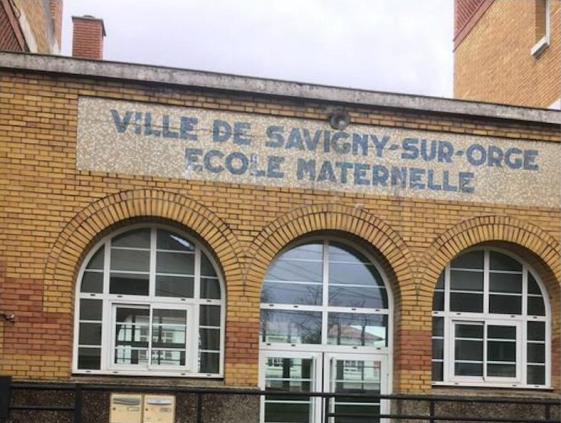 VILLE-DE SAVIGNY-SUR-ORGE
ECOLE MATERNELLE